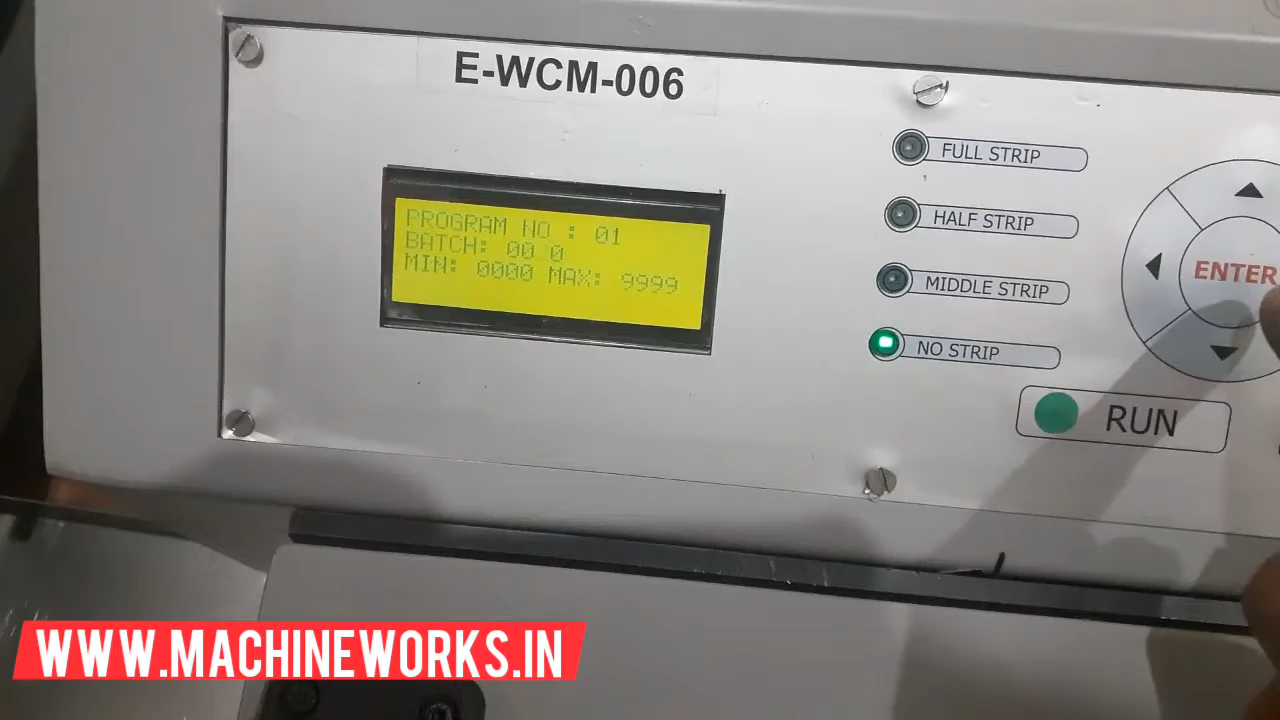 E-WCM-006
PROGRAM NO : 01
BATCH: 00 0
MIN: 0000 MAX: 9999
FULL STRIP
HALF STRIP
MIDDLE STRIP
NO STRIP
ENTER
RUN
WWW.MACHINEWORKS.IN